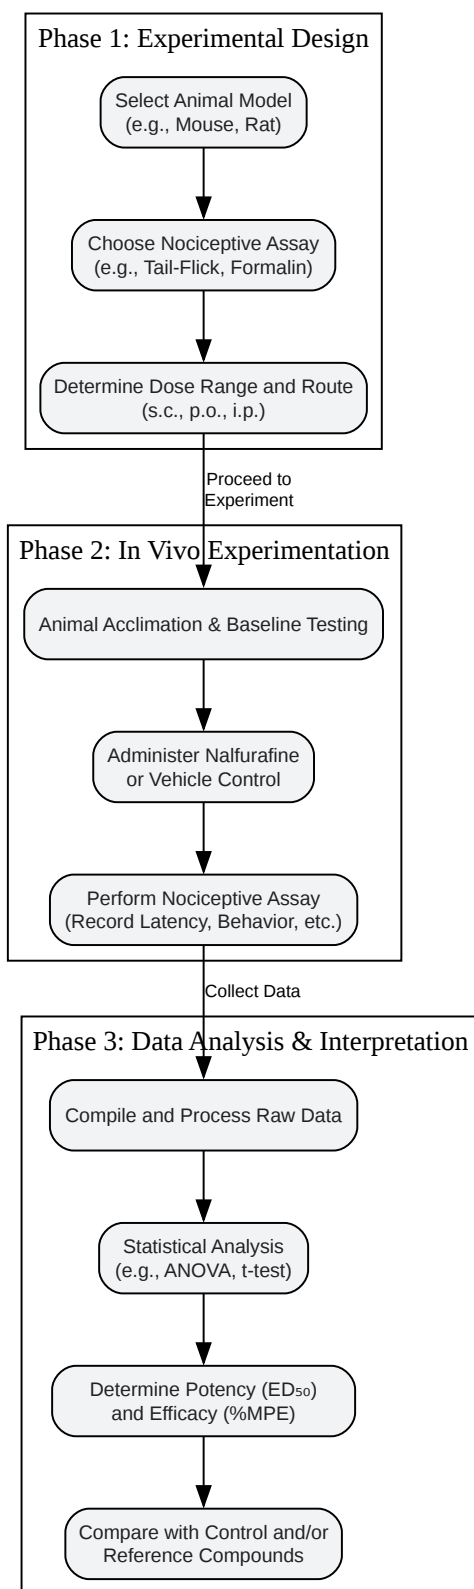 Phase 1: Experimental Design
Select Animal Model
(e.g., Mouse, Rat)
Choose Nociceptive Assay
(e.g., Tail-Flick, Formalin)
Determine Dose Range and Route
(s.c., p.o., i.p.)
Proceed to
Experiment
Phase 2: In Vivo Experimentation
Animal Acclimation & Baseline Testing
Administer Nalfurafine
or Vehicle Control
Perform Nociceptive Assay
(Record Latency, Behavior, etc.)
Collect Data
Phase 3: Data Analysis & Interpretation
Compile and Process Raw Data
Statistical Analysis
(e.g., ANOVA, t-test)
Determine Potency (ED₅₀)
and Efficacy (%MPE)
Compare with Control and/or
Reference Compounds